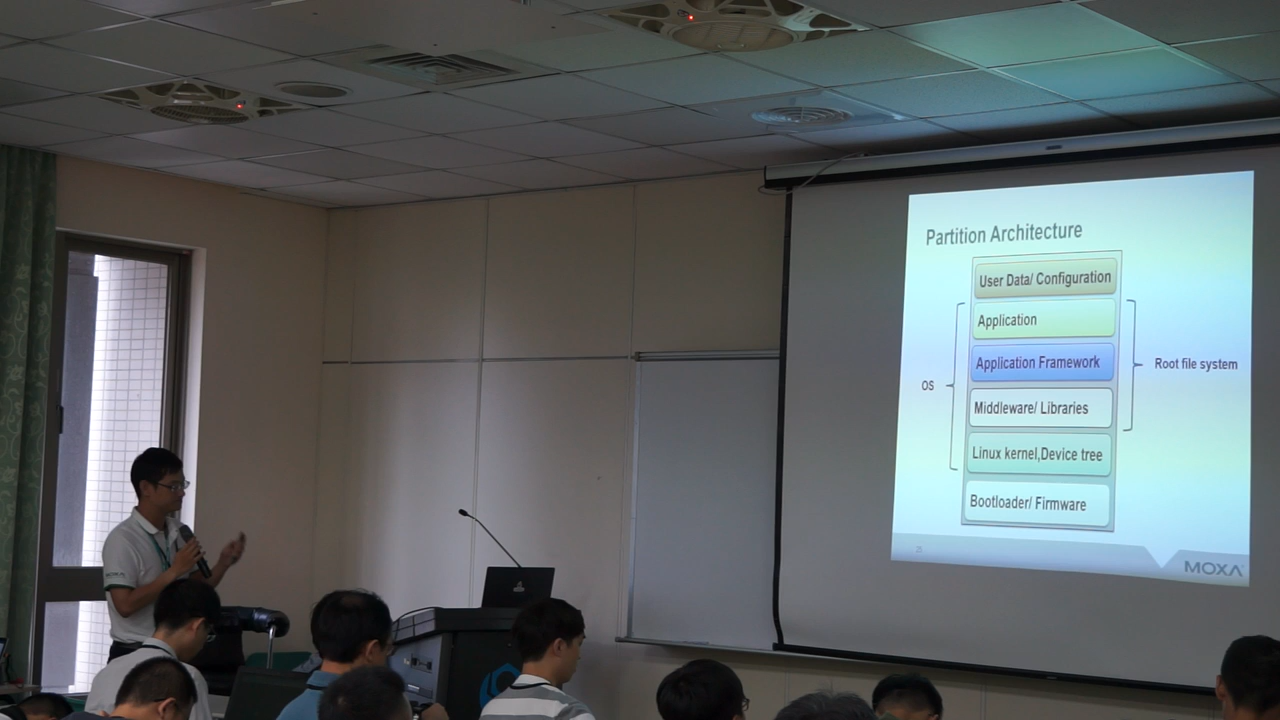 Partition Architecture
User Data/ Configuration
Application
Application Framework
Middleware/ Libraries
Linux kernel,Device tree
Bootloader/ Firmware
OS
Root file system
MOXA
MOXA